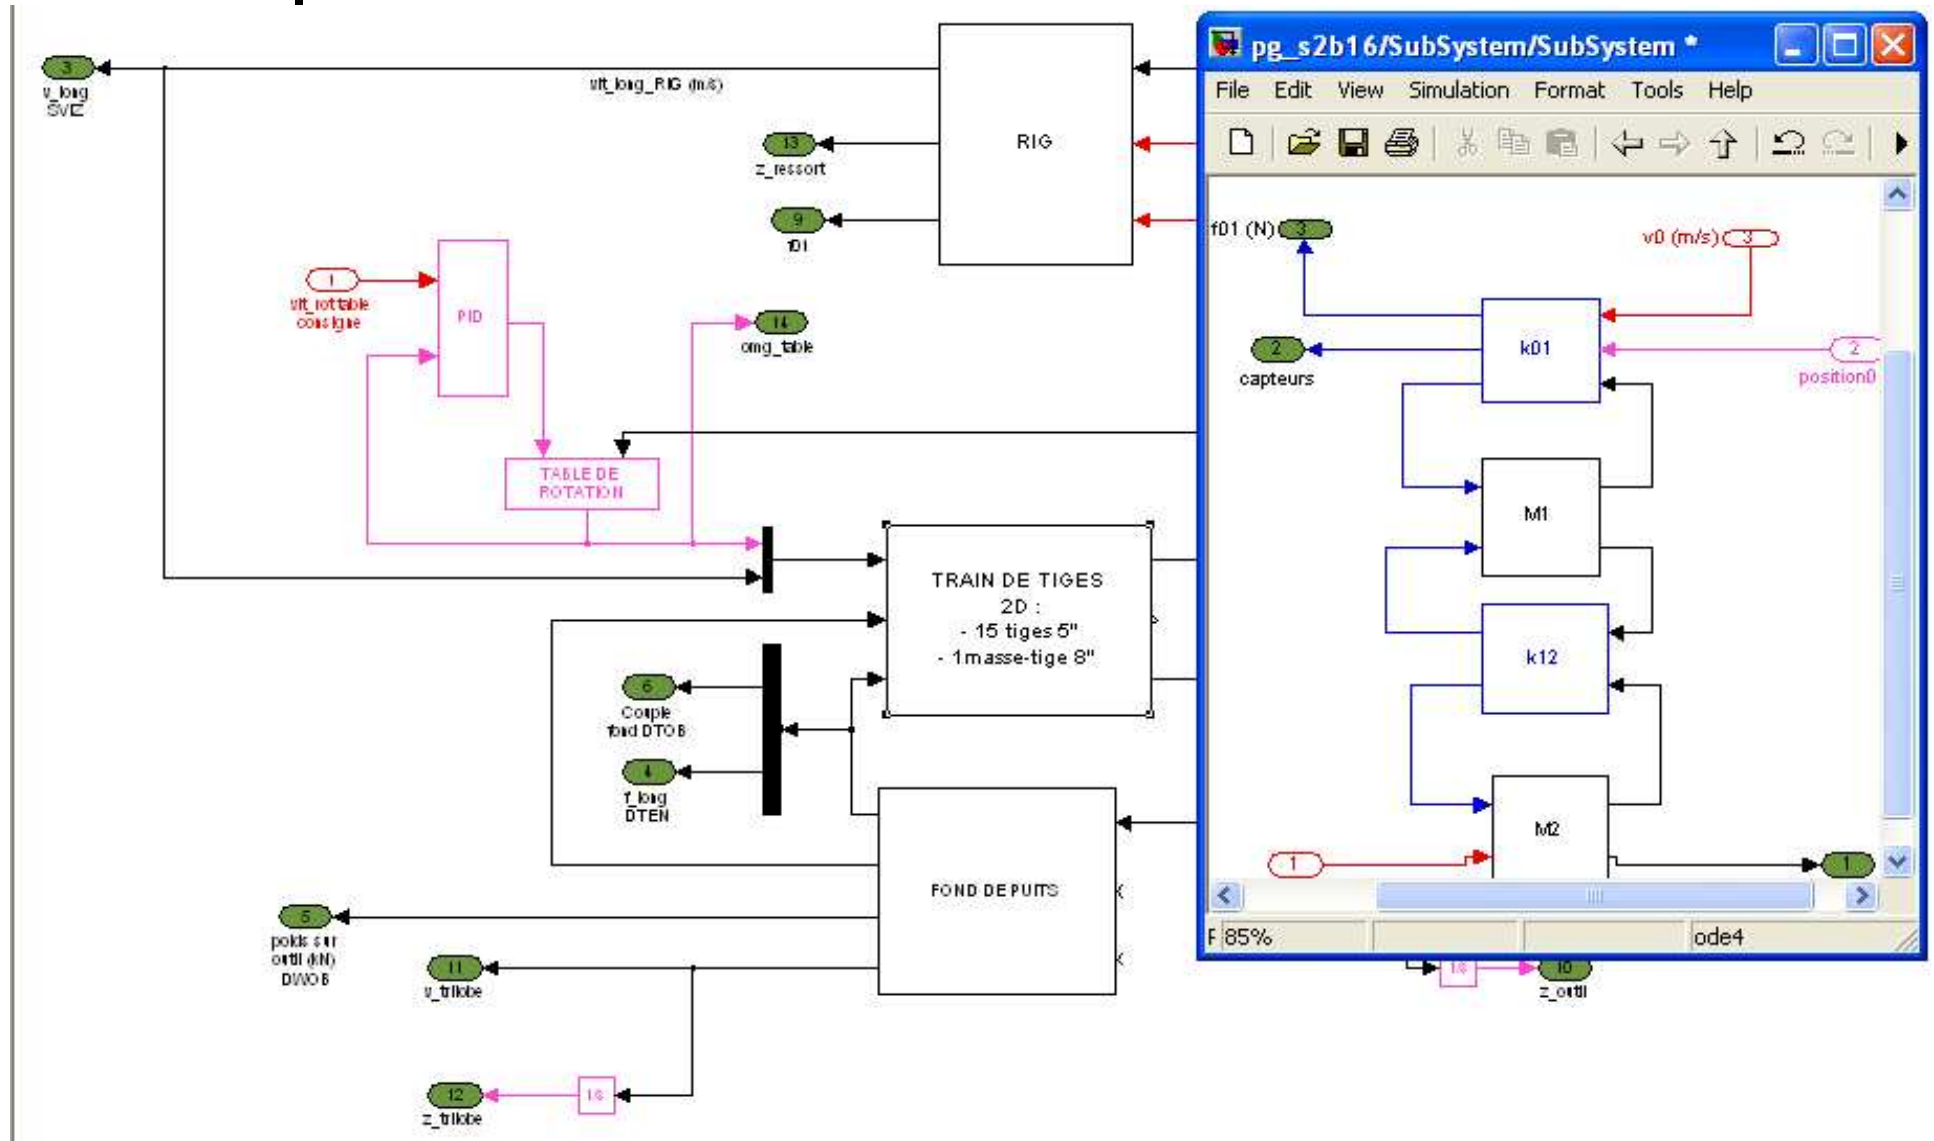 3
v_long
SVIZ
vit_long_RIG (m/s)
RIG
13
z_ressort
9
f01
1
vit_rot table
consigne
PID
14
omg_table
TABLE DE
ROTATION
TRAIN DE TIGES
2D :
- 15 tiges 5"
- 1masse-tige 8"
6
Couple
fond DTOB
4
f_long
DTEN
FOND DE PUITS
5
poids sur
outil (kN)
DWOB
11
v_trilobe
12
z_trilobe
1/s
1/s
10
z_outil
pg_s2b16/SubSystem/SubSystem *
File Edit View Simulation Format Tools Help
f01 (N)
3
v0 (m/s)
3
k01
2
capteurs
2
position0
M1
k12
M2
1
1
F 85%
ode4